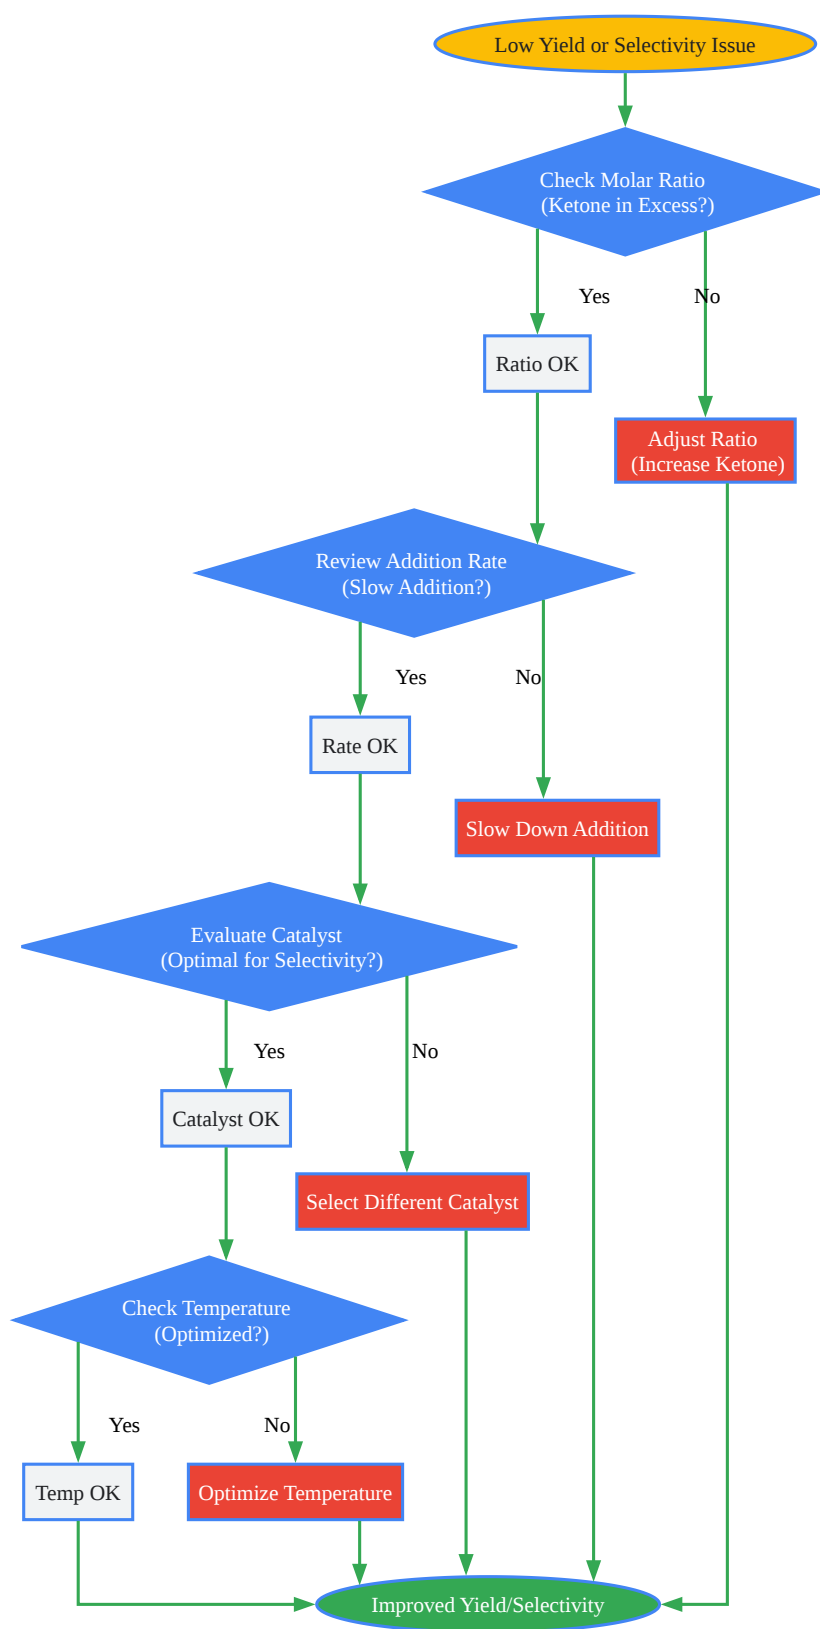 Low Yield or Selectivity Issue
Check Molar Ratio
(Ketone in Excess?)
Yes
No
Ratio OK
Adjust Ratio
(Increase Ketone)
Review Addition Rate
(Slow Addition?)
Yes
No
Rate OK
Slow Down Addition
Evaluate Catalyst
(Optimal for Selectivity?)
Yes
No
Catalyst OK
Select Different Catalyst
Check Temperature
(Optimized?)
Yes
No
Temp OK
Optimize Temperature
Improved Yield/Selectivity